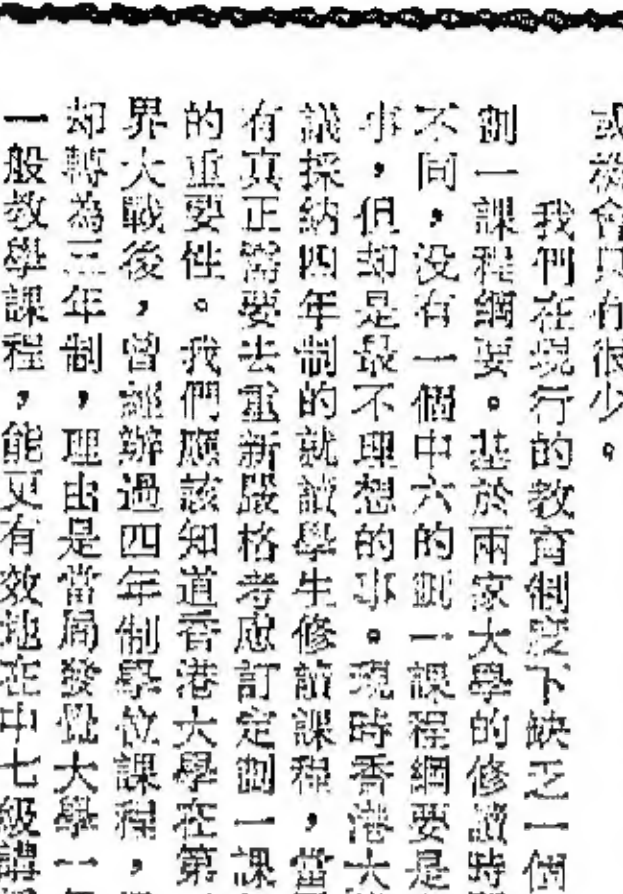 或機會只有很少。
我們在現行的教育制度下缺乏一個
劃一課程綱要。基於兩家大學的修讀時
不同，没有一個中六的劃一課程綱要是
事，但却是最不理想的事。現時香港大
議採納四年制的就讀學生修讀課程，當
有真正需要去重新嚴格考慮訂定劃一課
的重要性。我們應該知道香港大學在第
界大戰後，曾經辦過四年制學位課程，
却轉為三年制，理由是當局發覺大學一
一般教學課程，能更有效地在中七級講